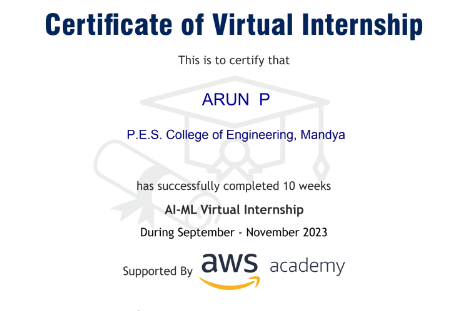 Certificate of Virtual Internship
This is to certify that
ARUN P
P.E.S. College of Engineering, Mandya
has successfully completed 10 weeks
AI-ML Virtual Internship
During September - November 2023
Supported By aws academy